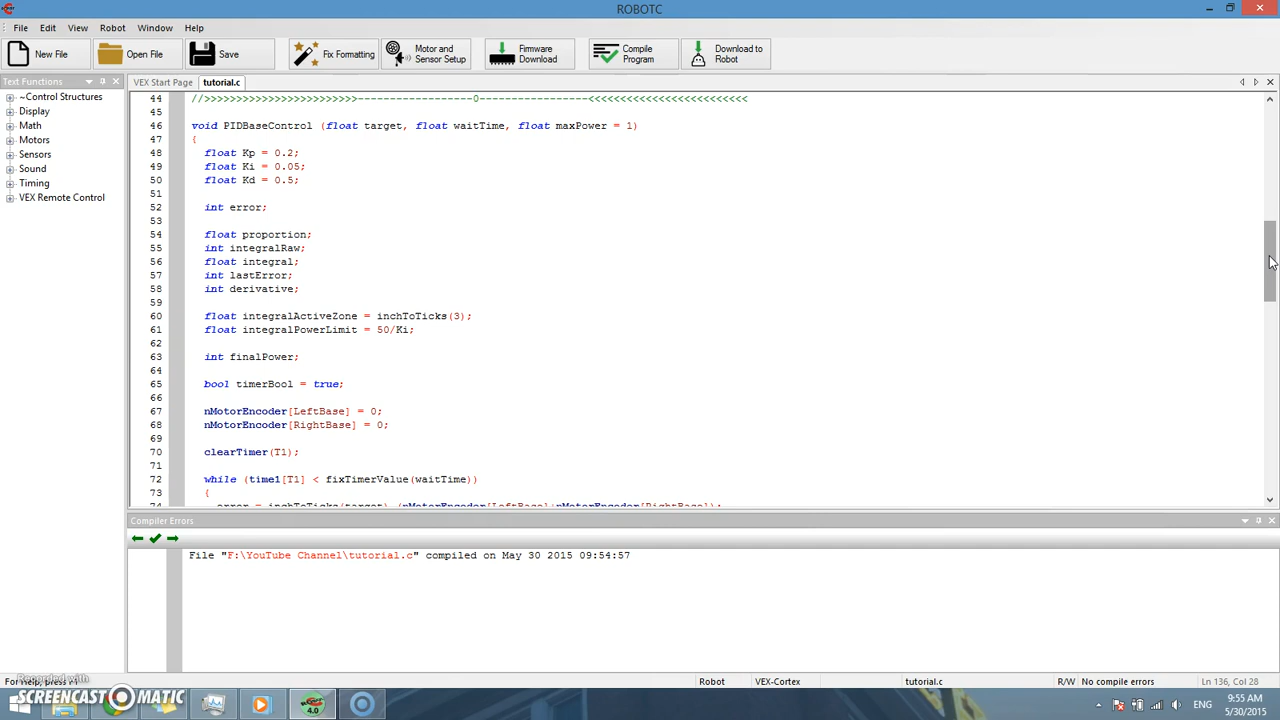 ROBOTC
File Edit View Robot Window Help
New File Open File Save Fix Formatting Motor and Sensor Setup Firmware Download Compile Program Download to Robot
Text Functions
VEX Start Page tutorial.c
~Control Structures
Display
Math
Motors
Sensors
Sound
Timing
VEX Remote Control
44 //>>>>>>>>>>>>>>>>>>>>>>>>------------------0-----------------<<<<<<<<<<<<<<<<<<<<<<<<<
45
46 void PIDBaseControl (float target, float waitTime, float maxPower = 1)
47 {
48 float Kp = 0.2;
49 float Ki = 0.05;
50 float Kd = 0.5;
51
52 int error;
53
54 float proportion;
55 int integralRaw;
56 float integral;
57 int lastError;
58 int derivative;
59
60 float integralActiveZone = inchToTicks(3);
61 float integralPowerLimit = 50/Ki;
62
63 int finalPower;
64
65 bool timerBool = true;
66
67 nMotorEncoder[LeftBase] = 0;
68 nMotorEncoder[RightBase] = 0;
69
70 clearTimer(T1);
71
72 while (time1[T1] < fixTimerValue(waitTime))
73 {
74 error = inchToTicks(target)-(nMotorEncoder[LeftBase]+nMotorEncoder[RightBase]);
Compiler Errors
File "F:\YouTube Channel\tutorial.c" compiled on May 30 2015 09:54:57
For Help, press F1 Robot VEX-Cortex tutorial.c R/W No compile errors Ln 136, Col 28
Recorded with
SCREENCAST-O-MATIC
4.0
ENG
9:55 AM
5/30/2015